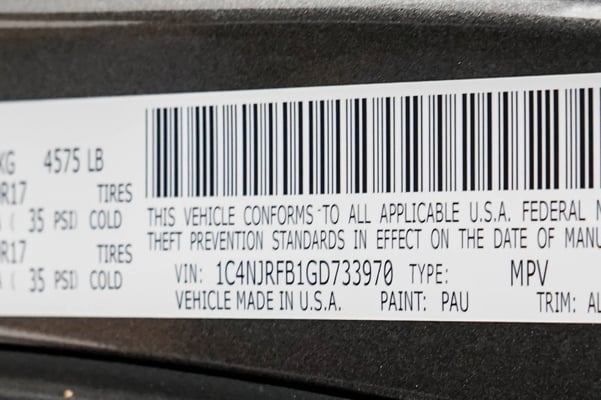 KG 4575 LB
R17 TIRES
( 35 PSI) COLD
R17 TIRES
( 35 PSI) COLD
THIS VEHICLE CONFORMS TO ALL APPLICABLE U.S.A. FEDERAL
THEFT PREVENTION STANDARDS IN EFFECT ON THE DATE OF MANU
VIN: 1C4NJRFB1GD733970 TYPE: MPV
VEHICLE MADE IN U.S.A. PAINT: PAU TRIM: AL